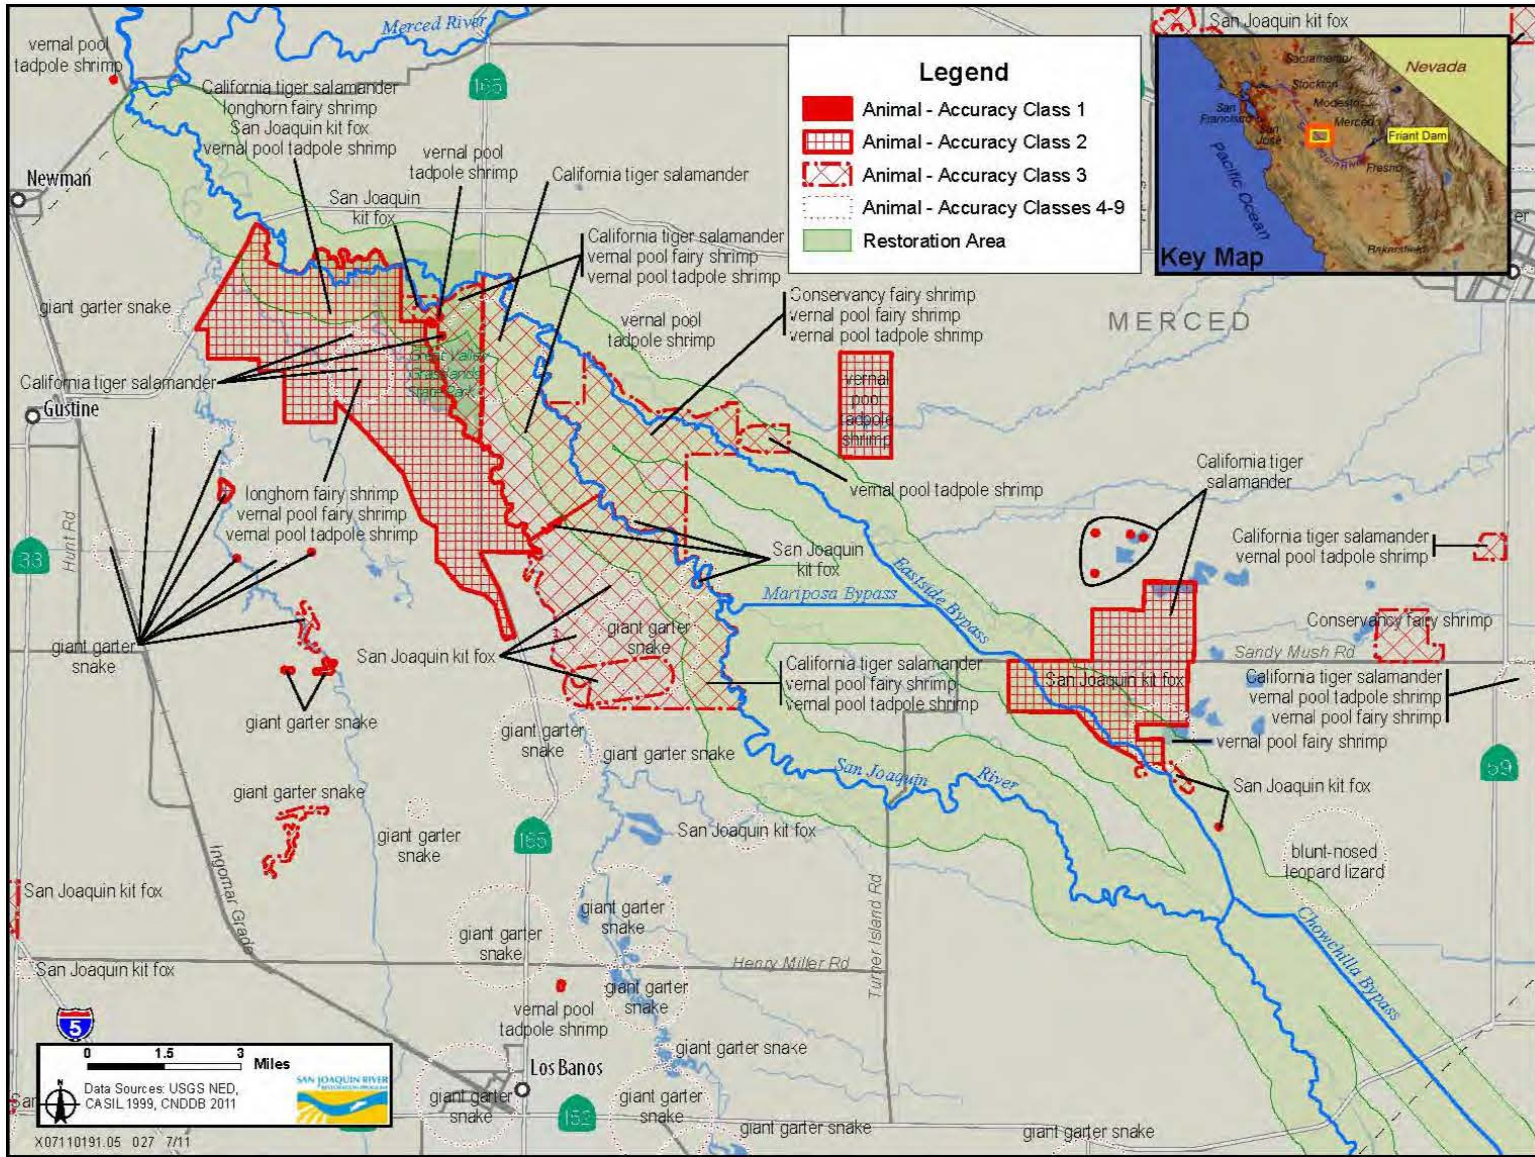 Merced River
vernal pool
tadpole shrimp
165
San Joaquin kit fox
California tiger salamander
longhorn fairy shrimp
San Joaquin kit fox
vernal pool tadpole shrimp
vernal pool
tadpole shrimp
California tiger salamander
Newman
San Joaquin
kit fox
California tiger salamander
vernal pool fairy shrimp
vernal pool tadpole shrimp
Legend
Animal - Accuracy Class 1
Animal - Accuracy Class 2
Animal - Accuracy Class 3
Animal - Accuracy Classes 4-9
Restoration Area
Sacramento
Nevada
Stockton
Modesto
San
Francisco
San
Jose
Merced
Friant Dam
Fresno
Pacific Ocean
Bakersfield
Key Map
giant garter snake
vernal pool
tadpole shrimp
Conservancy fairy shrimp
vernal pool fairy shrimp
vernal pool tadpole shrimp
MERCED
Great Valley
Grasslands
State Park
California tiger salamander
Gustine
vernal
pool
tadpole
shrimp
longhorn fairy shrimp
vernal pool fairy shrimp
vernal pool tadpole shrimp
vernal pool tadpole shrimp
California tiger
salamander
33
Hunt Rd
San Joaquin
kit fox
California tiger salamander
vernal pool tadpole shrimp
Mariposa Bypass
Eastside Bypass
giant garter
snake
San Joaquin kit fox
giant garter
snake
Conservancy fairy shrimp
Sandy Mush Rd
California tiger salamander
vernal pool fairy shrimp
vernal pool tadpole shrimp
San Joaquin kit fox
California tiger salamander
vernal pool tadpole shrimp
vernal pool fairy shrimp
giant garter snake
giant garter
snake
giant garter snake
vernal pool fairy shrimp
San Joaquin River
59
San Joaquin kit fox
giant garter snake
giant garter
snake
165
San Joaquin kit fox
blunt-nosed
leopard lizard
Ingomar Grade
San Joaquin kit fox
giant garter
snake
giant garter
snake
Turner Island Rd
Chowchilla Bypass
San Joaquin kit fox
Henry Miller Rd
giant garter
snake
vernal pool
tadpole shrimp
5
0 1.5 3
Miles
Data Sources: USGS NED,
CASIL 1999, CNDDB 2011
N
SAN JOAQUIN RIVER
RESTORATION PROGRAM
giant garter snake
Los Banos
giant garter
snake
152
giant garter
snake
giant garter snake
giant garter snake
X07110191.05 027 7/11